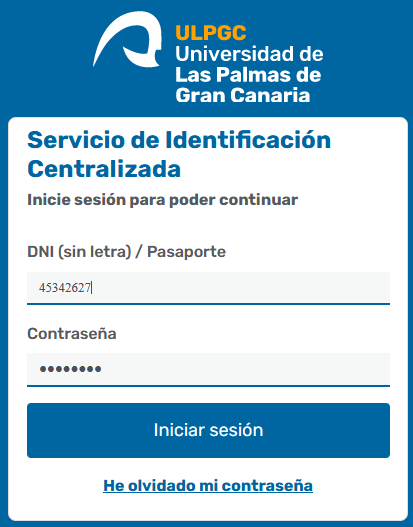 ULPGC
Universidad de
Las Palmas de
Gran Canaria
Servicio de Identificación
Centralizada
Inicie sesión para poder continuar
DNI (sin letra) / Pasaporte
45342627
Contraseña
••••••••
Iniciar sesión
He olvidado mi contraseña